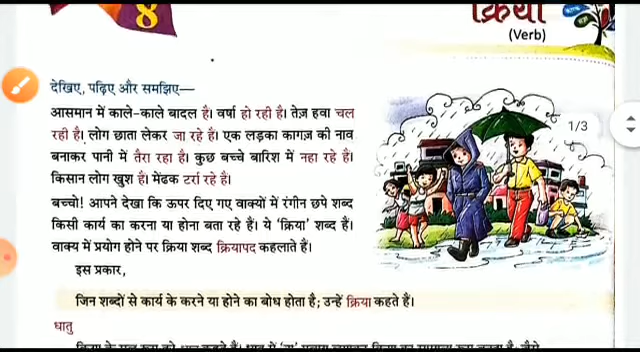 8
क्रिया
(Verb)
देखिए, पढ़िए और समझिए—
आसमान में काले-काले बादल है। वर्षा हो रही है। तेज़ हवा चल
रही है। लोग छाता लेकर जा रहे है। एक लड़का कागज़ की नाव
बनाकर पानी में तैरा रहा है। कुछ बच्चे बारिश में नहा रहे है।
किसान लोग खुश है। मेंढक टर्रा रहे है।
बच्चो! आपने देखा कि ऊपर दिए गए वाक्यों में रंगीन छपे शब्द
किसी कार्य का करना या होना बता रहे हैं। ये 'क्रिया' शब्द हैं।
वाक्य में प्रयोग होने पर क्रिया शब्द क्रियापद कहलाते हैं।
इस प्रकार,
जिन शब्दों से कार्य के करने या होने का बोध होता है; उन्हें क्रिया कहते हैं।
धातु
1/3